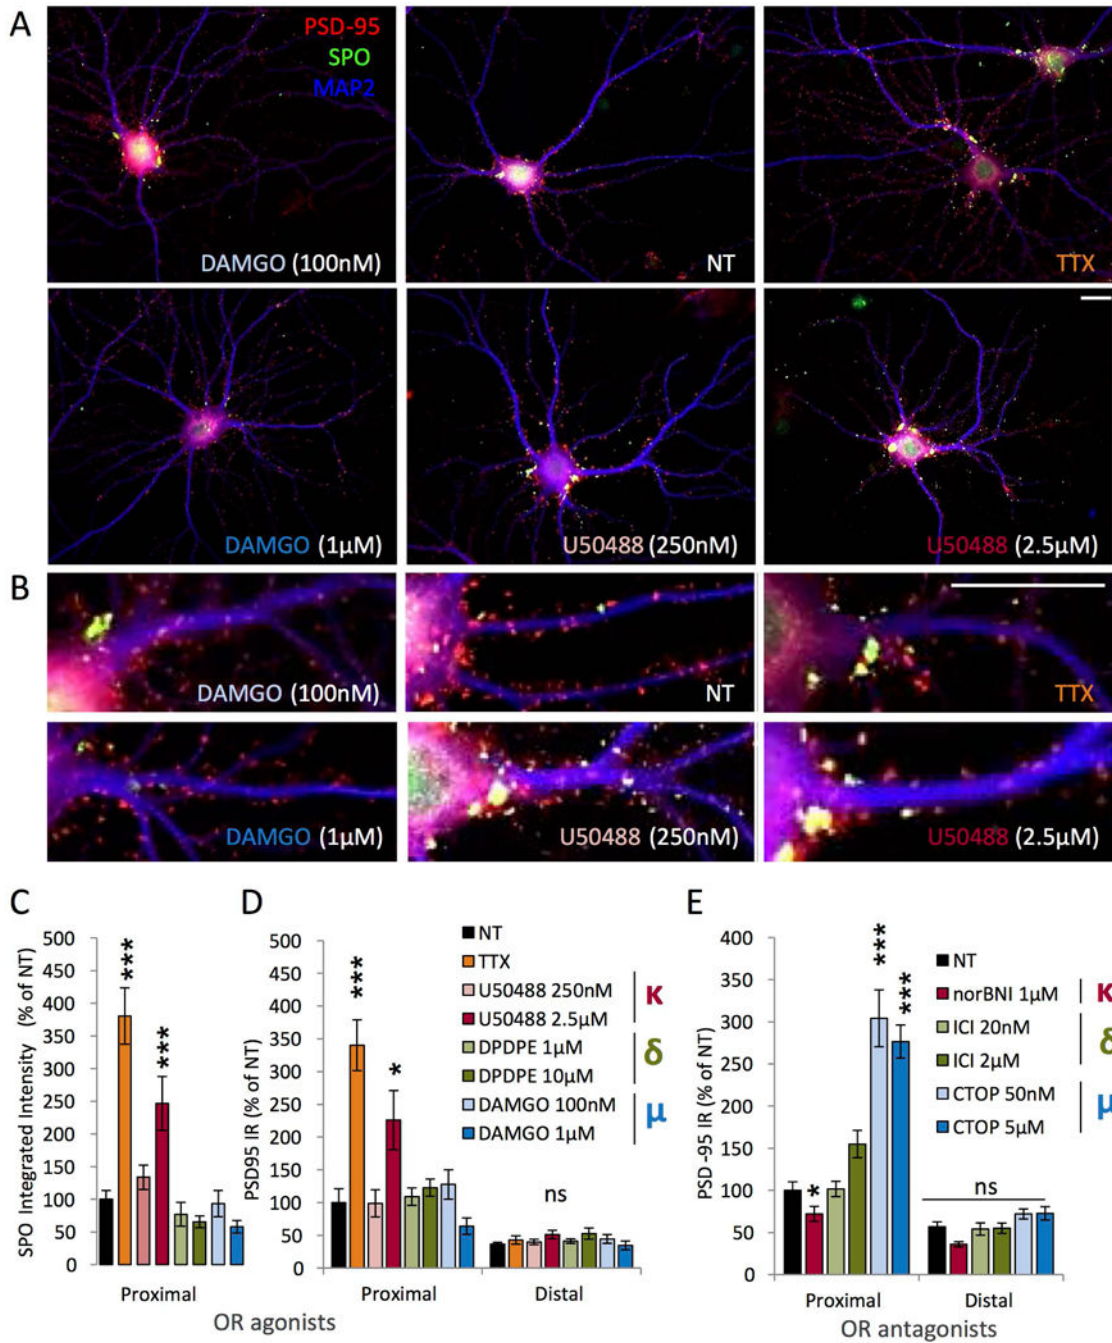 A
PSD-95
SPO
MAP2
DAMGO (100nM)
NT
TTX
DAMGO (1µM)
U50488 (250nM)
U50488 (2.5µM)
B
DAMGO (100nM)
NT
TTX
DAMGO (1µM)
U50488 (250nM)
U50488 (2.5µM)
C
SPO Integrated Intensity (% of NT)
500
450
400
350
300
250
200
150
100
50
0
***
***
Proximal
D
PSD95 IR (% of NT)
500
450
400
350
300
250
200
150
100
50
0
***
*
ns
NT
TTX
U50488 250nM
U50488 2.5µM
κ
DPDPE 1µM
DPDPE 10µM
δ
DAMGO 100nM
DAMGO 1µM
µ
Proximal
Distal
OR agonists
E
PSD-95 IR (% of NT)
400
350
300
250
200
150
100
50
0
*
***
***
ns
NT
norBNI 1µM
κ
ICI 20nM
ICI 2µM
δ
CTOP 50nM
CTOP 5µM
µ
Proximal
Distal
OR antagonists